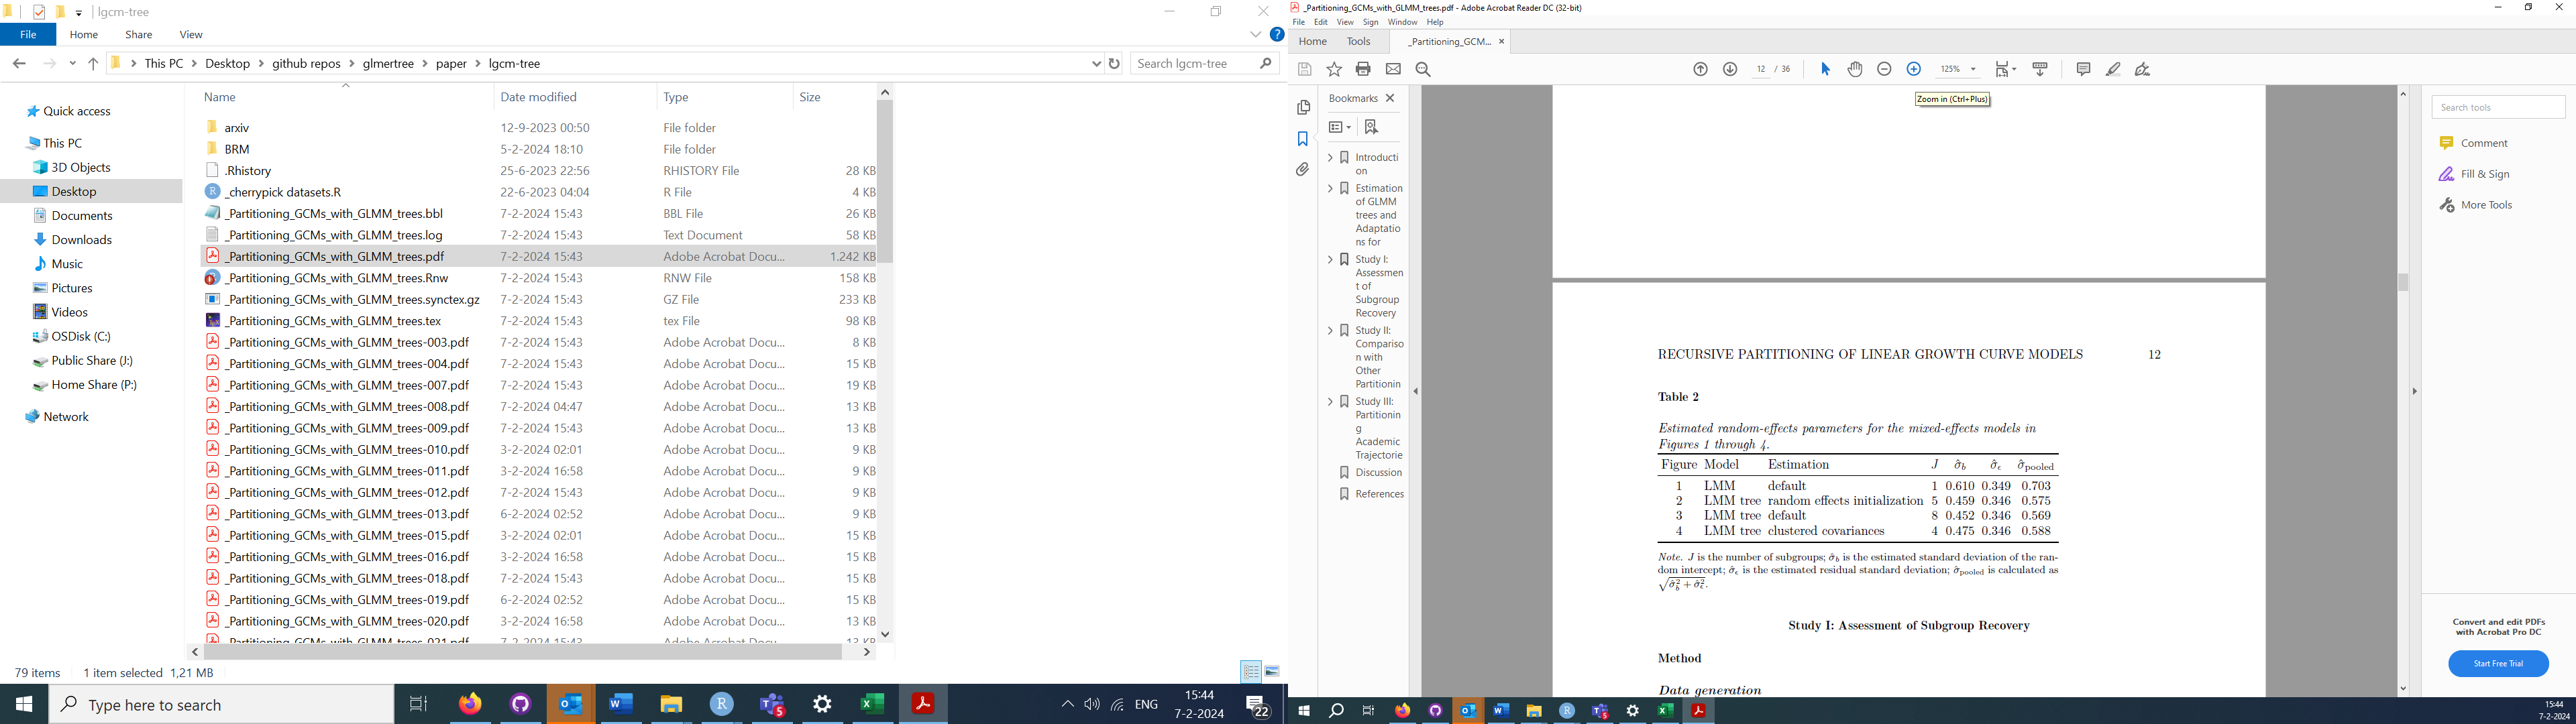 lgcm-tree
File Home Share View
This PC Desktop github repos glmertree paper lgcm-tree Search lgcm-tree
Quick access
This PC
3D Objects
Desktop
Documents
Downloads
Music
Pictures
Videos
OSDisk (C:)
Public Share (J:)
Home Share (P:)
Network
Name Date modified Type Size
arxiv 12-9-2023 00:50 File folder
BRM 5-2-2024 18:10 File folder
.Rhistory 25-6-2023 22:56 RHISTORY File 28 KB
_cherrypick datasets.R 22-6-2023 04:04 R File 4 KB
_Partitioning_GCMs_with_GLMM_trees.bbl 7-2-2024 15:43 BBL File 26 KB
_Partitioning_GCMs_with_GLMM_trees.log 7-2-2024 15:43 Text Document 58 KB
_Partitioning_GCMs_with_GLMM_trees.pdf 7-2-2024 15:43 Adobe Acrobat Docu... 1.242 KB
_Partitioning_GCMs_with_GLMM_trees.Rnw 7-2-2024 15:43 RNW File 158 KB
_Partitioning_GCMs_with_GLMM_trees.synctex.gz 7-2-2024 15:43 GZ File 233 KB
_Partitioning_GCMs_with_GLMM_trees.tex 7-2-2024 15:43 tex File 98 KB
_Partitioning_GCMs_with_GLMM_trees-003.pdf 7-2-2024 15:43 Adobe Acrobat Docu... 8 KB
_Partitioning_GCMs_with_GLMM_trees-004.pdf 7-2-2024 15:43 Adobe Acrobat Docu... 15 KB
_Partitioning_GCMs_with_GLMM_trees-007.pdf 7-2-2024 15:43 Adobe Acrobat Docu... 19 KB
_Partitioning_GCMs_with_GLMM_trees-008.pdf 7-2-2024 04:47 Adobe Acrobat Docu... 13 KB
_Partitioning_GCMs_with_GLMM_trees-009.pdf 7-2-2024 15:43 Adobe Acrobat Docu... 13 KB
_Partitioning_GCMs_with_GLMM_trees-010.pdf 3-2-2024 02:01 Adobe Acrobat Docu... 9 KB
_Partitioning_GCMs_with_GLMM_trees-011.pdf 3-2-2024 16:58 Adobe Acrobat Docu... 9 KB
_Partitioning_GCMs_with_GLMM_trees-012.pdf 7-2-2024 15:43 Adobe Acrobat Docu... 9 KB
_Partitioning_GCMs_with_GLMM_trees-013.pdf 6-2-2024 02:52 Adobe Acrobat Docu... 9 KB
_Partitioning_GCMs_with_GLMM_trees-015.pdf 3-2-2024 02:01 Adobe Acrobat Docu... 15 KB
_Partitioning_GCMs_with_GLMM_trees-016.pdf 3-2-2024 16:58 Adobe Acrobat Docu... 15 KB
_Partitioning_GCMs_with_GLMM_trees-018.pdf 7-2-2024 15:43 Adobe Acrobat Docu... 15 KB
_Partitioning_GCMs_with_GLMM_trees-019.pdf 6-2-2024 02:52 Adobe Acrobat Docu... 15 KB
_Partitioning_GCMs_with_GLMM_trees-020.pdf 3-2-2024 16:58 Adobe Acrobat Docu... 13 KB
_Partitioning_GCMs_with_GLMM_trees-021.pdf 7-2-2024 15:43 Adobe Acrobat Docu... 13 KB
79 items 1 item selected 1,21 MB
Type here to search
5
ENG
15:44
7-2-2024
22
_Partitioning_GCMs_with_GLMM_trees.pdf - Adobe Acrobat Reader DC (32-bit)
File Edit View Sign Window Help
Home Tools _Partitioning_GCM... ×
12 / 36 125%
Zoom in (Ctrl+Plus)
Bookmarks
Introducti
on
Estimation
of GLMM
trees and
Adaptatio
ns for
Study I:
Assessmen
t of
Subgroup
Recovery
Study II:
Compariso
n with
Other
Partitionin
Study III:
Partitionin
g
Academic
Trajectorie
Discussion
References
RECURSIVE PARTITIONING OF LINEAR GROWTH CURVE MODELS 12
Table 2
Estimated random-effects parameters for the mixed-effects models in
Figures 1 through 4.
Figure Model Estimation J σ̂b σ̂ϵ σ̂pooled
1 LMM default 1 0.610 0.349 0.703
2 LMM tree random effects initialization 5 0.459 0.346 0.575
3 LMM tree default 8 0.452 0.346 0.569
4 LMM tree clustered covariances 4 0.475 0.346 0.588
Note. J is the number of subgroups; σ̂b is the estimated standard deviation of the ran-
dom intercept; σ̂ϵ is the estimated residual standard deviation; σ̂pooled is calculated as
√σ̂²b + σ̂²ϵ.
Study I: Assessment of Subgroup Recovery
Method
Data generation
Search tools
Comment
Fill & Sign
More Tools
Convert and edit PDFs
with Acrobat Pro DC
Start Free Trial
15:44
7-2-2024